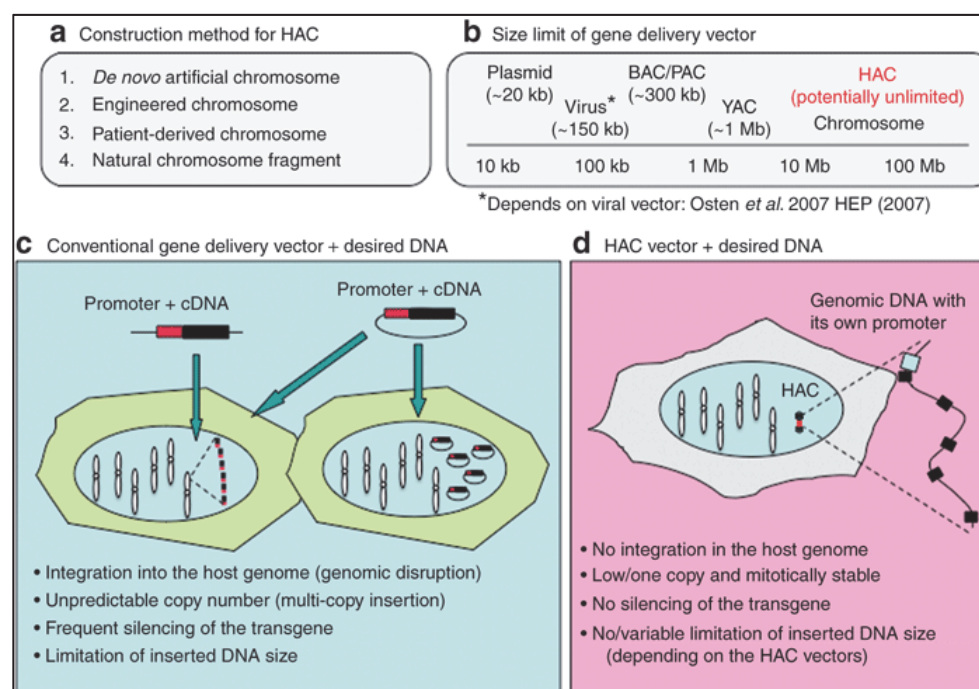 a Construction method for HAC
1. De novo artificial chromosome
2. Engineered chromosome
3. Patient-derived chromosome
4. Natural chromosome fragment
b Size limit of gene delivery vector
Plasmid
(~20 kb)
Virus*
(~150 kb)
BAC/PAC
(~300 kb)
YAC
(~1 Mb)
HAC
(potentially unlimited)
Chromosome
10 kb 100 kb 1 Mb 10 Mb 100 Mb
*Depends on viral vector: Osten et al. 2007 HEP (2007)
c Conventional gene delivery vector + desired DNA
Promoter + cDNA
Promoter + cDNA
• Integration into the host genome (genomic disruption)
• Unpredictable copy number (multi-copy insertion)
• Frequent silencing of the transgene
• Limitation of inserted DNA size
d HAC vector + desired DNA
Genomic DNA with
its own promoter
HAC
• No integration in the host genome
• Low/one copy and mitotically stable
• No silencing of the transgene
• No/variable limitation of inserted DNA size
(depending on the HAC vectors)